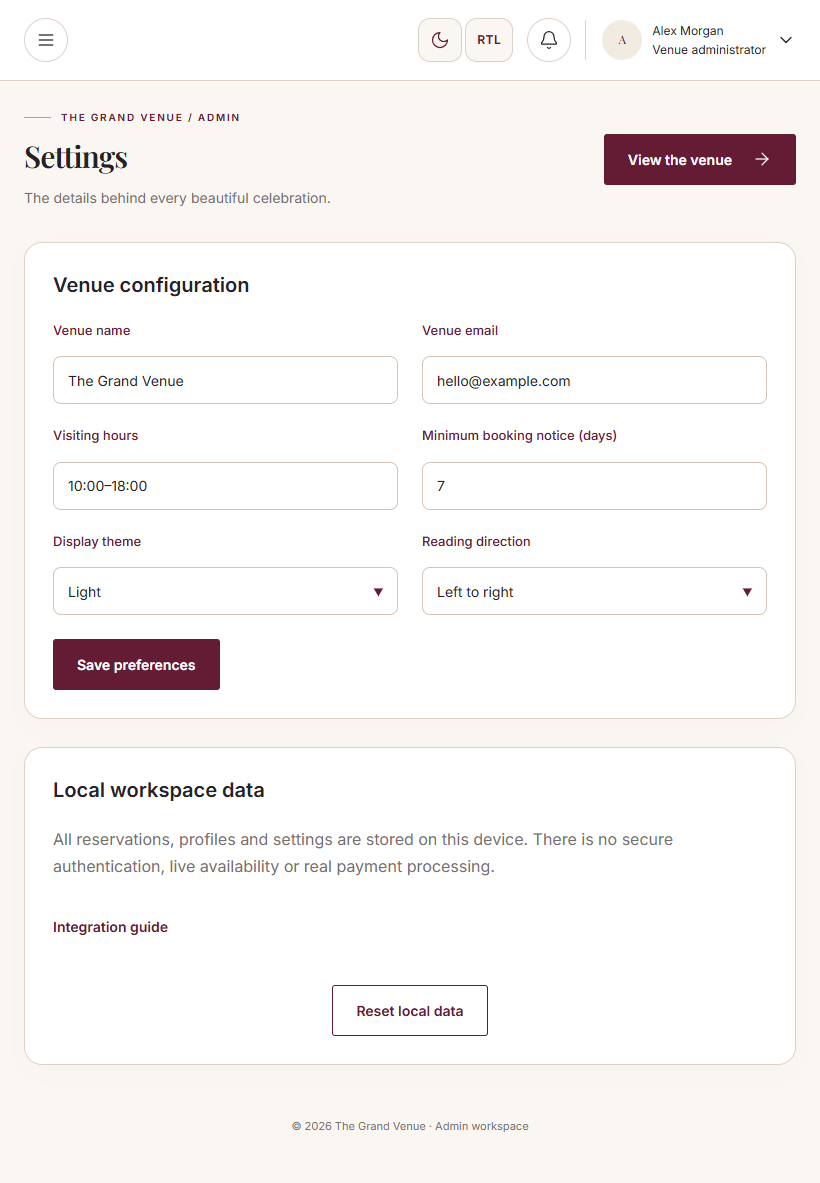 RTL
A
Alex Morgan
Venue administrator
THE GRAND VENUE / ADMIN
Settings
The details behind every beautiful celebration.
View the venue
Venue configuration
Venue name
Venue email
The Grand Venue
hello@example.com
Visiting hours
Minimum booking notice (days)
10:00–18:00
7
Display theme
Reading direction
Light
Left to right
Save preferences
Local workspace data
All reservations, profiles and settings are stored on this device. There is no secure
authentication, live availability or real payment processing.
Integration guide
Reset local data
© 2026 The Grand Venue · Admin workspace